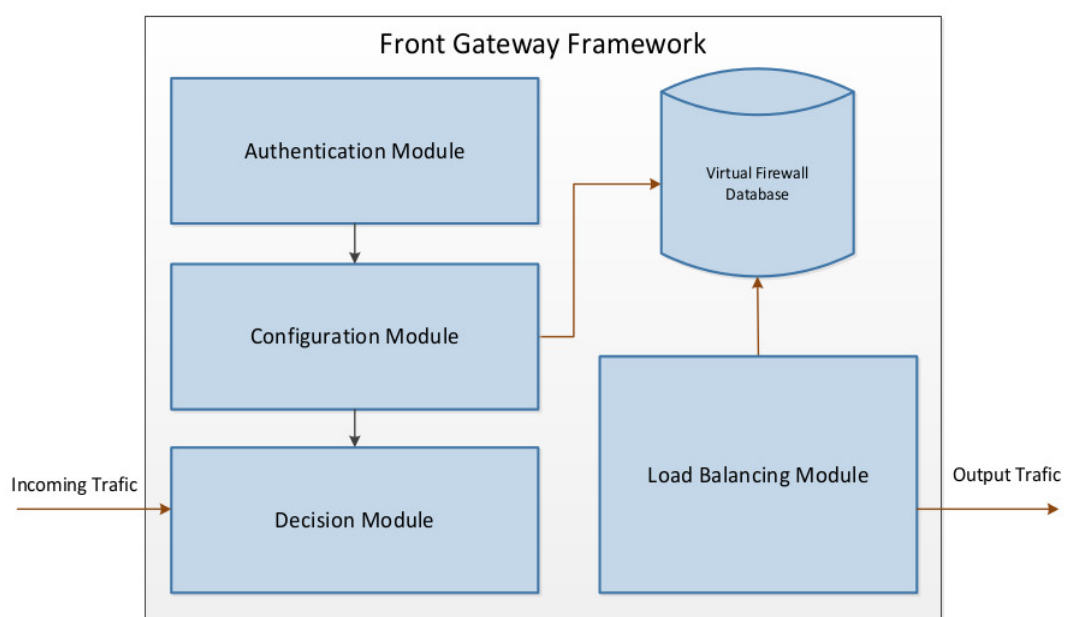 Front Gateway Framework
Authentication Module
Virtual Firewall
Database
Configuration Module
Load Balancing Module
Incoming Trafic
Output Trafic
Decision Module